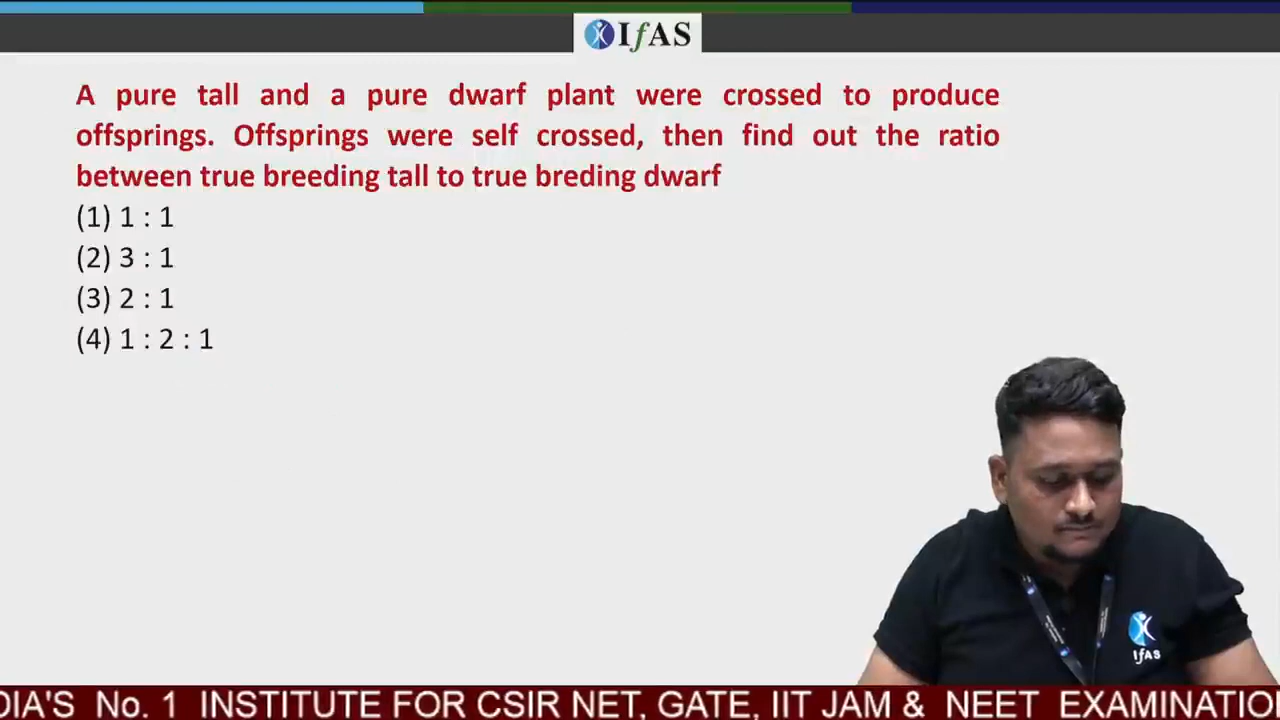 IfAS
A pure tall and a pure dwarf plant were crossed to produce
offsprings. Offsprings were self crossed, then find out the ratio
between true breeding tall to true breding dwarf
(1) 1 : 1
(2) 3 : 1
(3) 2 : 1
(4) 1 : 2 : 1
IfAS
DIA'S No. 1 INSTITUTE FOR CSIR NET, GATE, IIT JAM & NEET EXAMINATIO